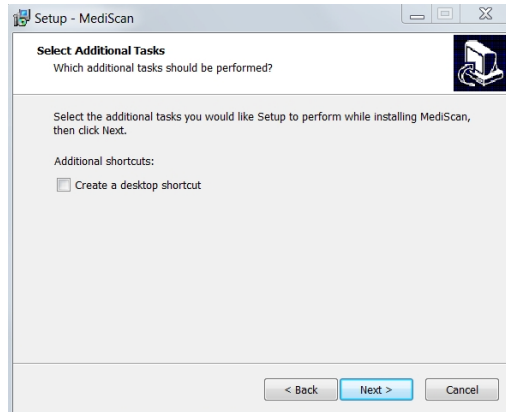 Setup - MediScan
Select Additional Tasks
Which additional tasks should be performed?
Select the additional tasks you would like Setup to perform while installing MediScan,
then click Next.
Additional shortcuts:
Create a desktop shortcut
< Back
Next >
Cancel